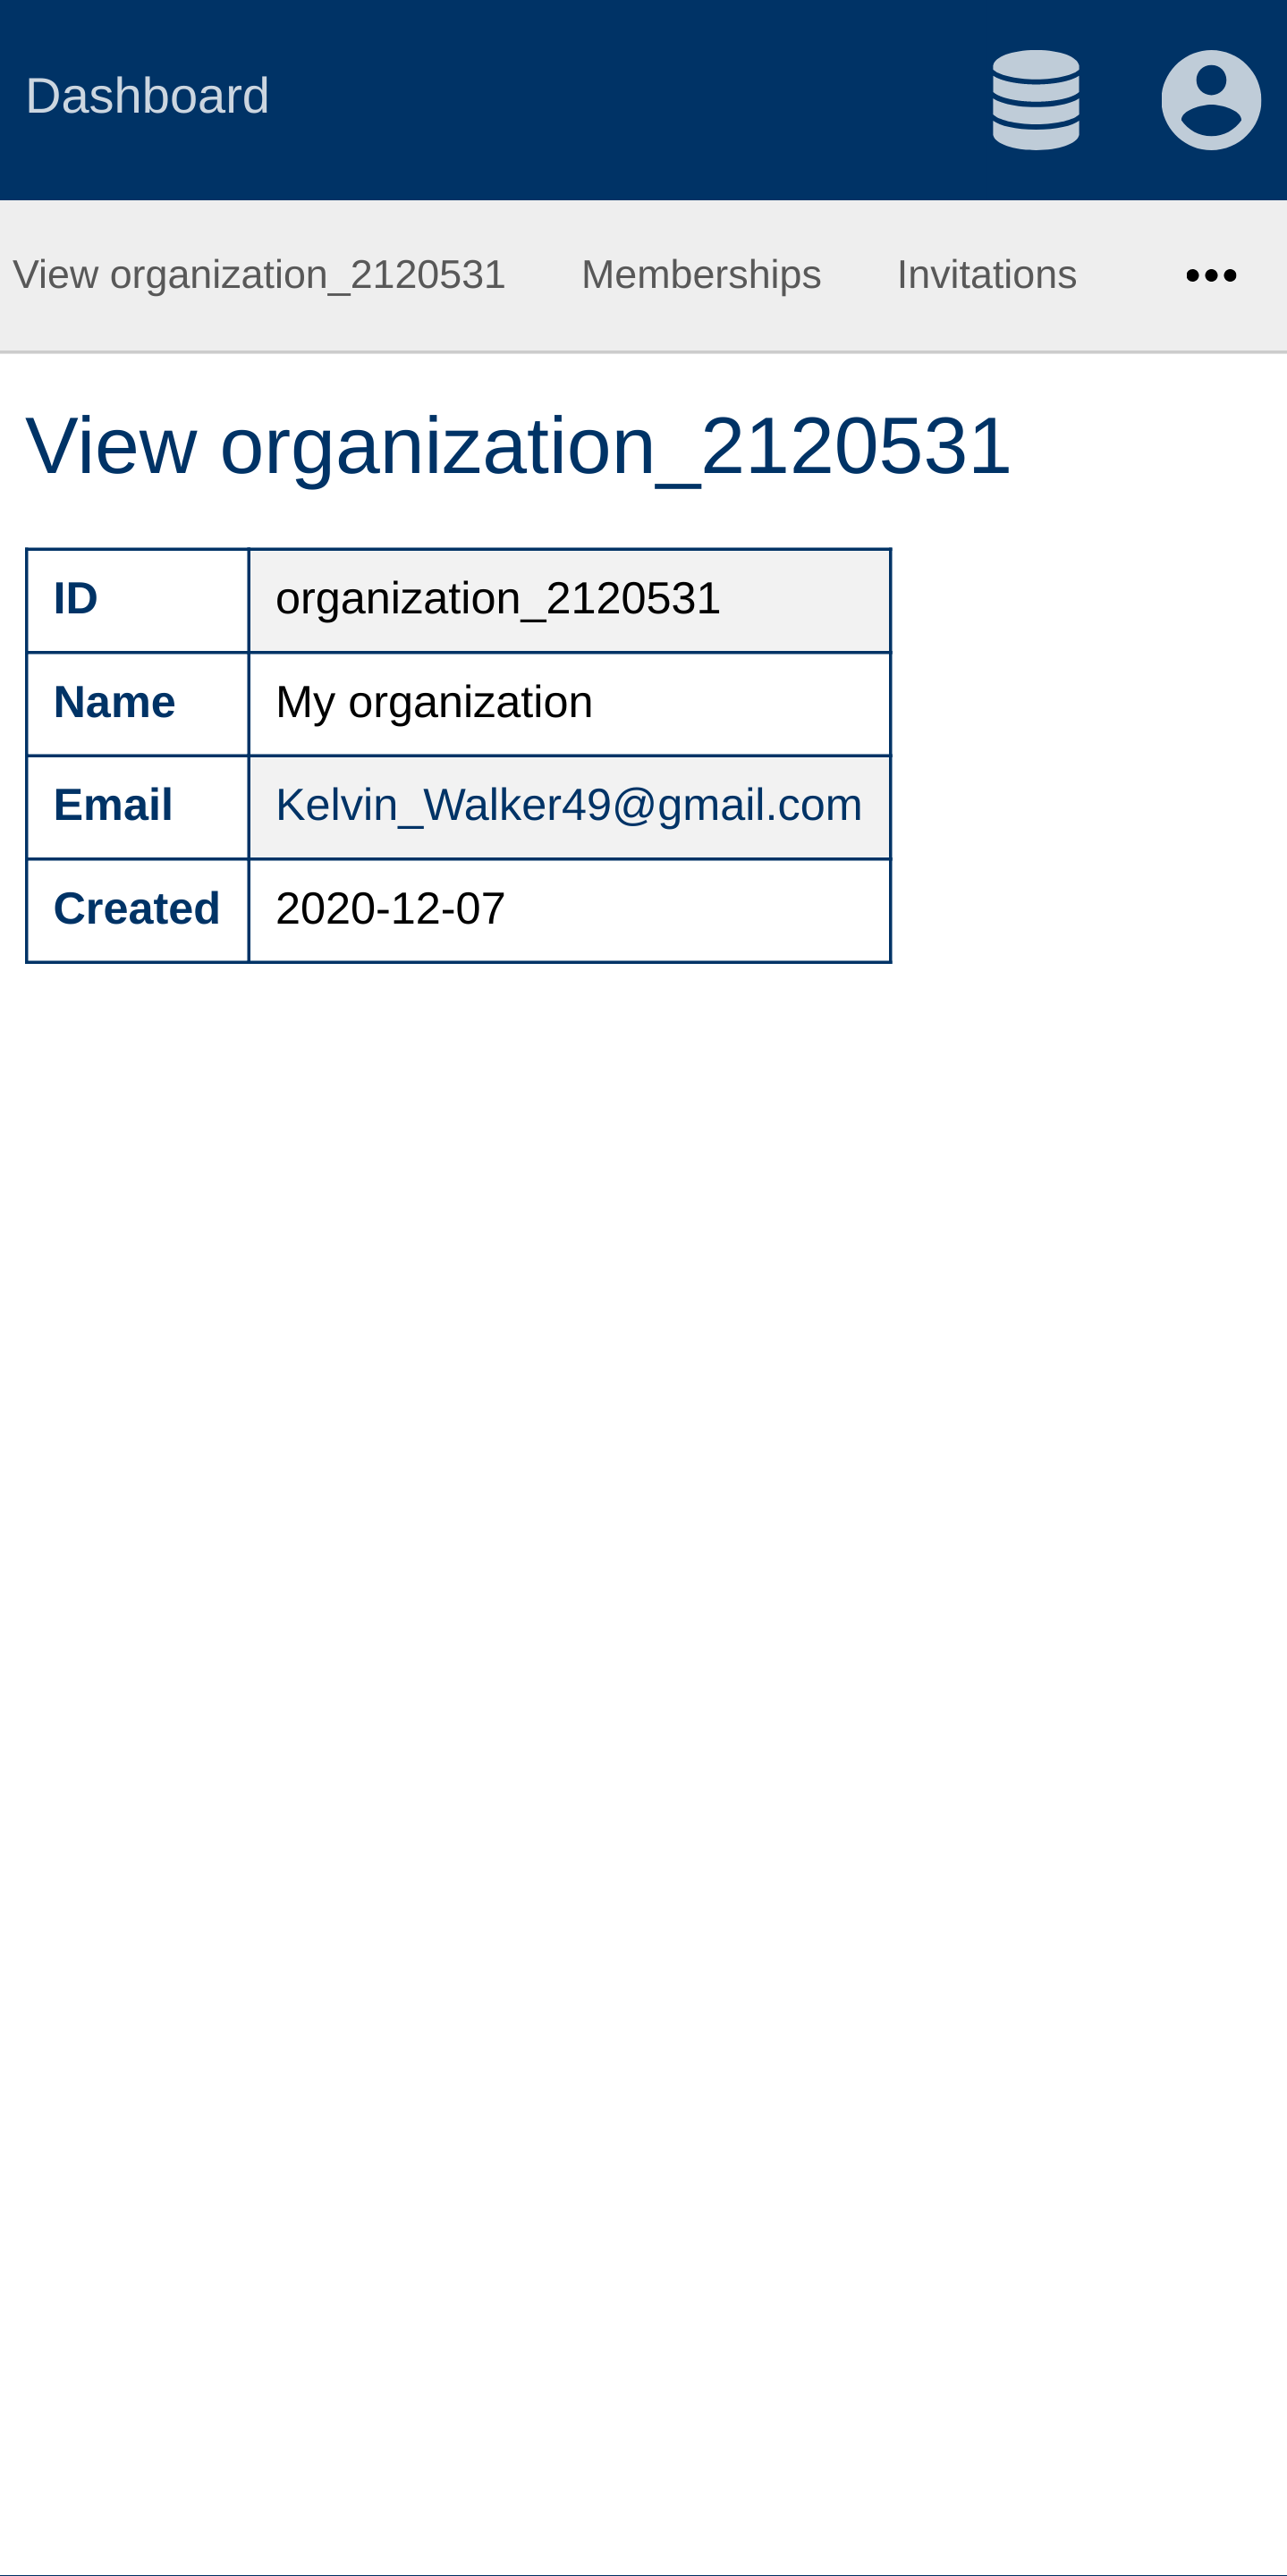 Dashboard
View organization_2120531 Memberships Invitations •••
View organization_2120531
ID organization_2120531
Name My organization
Email Kelvin_Walker49@gmail.com
Created 2020-12-07